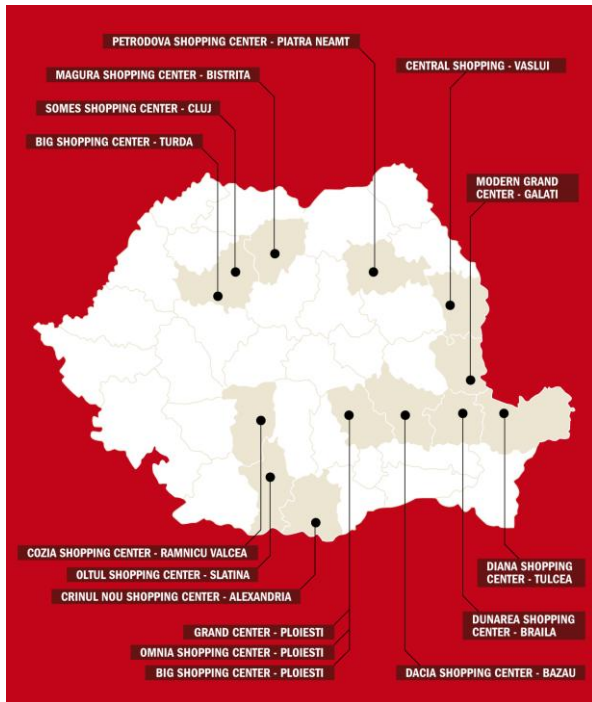 PETRODOVA SHOPPING CENTER - PIATRA NEAMT
CENTRAL SHOPPING - VASLUI
MAGURA SHOPPING CENTER - BISTRITA
SOMES SHOPPING CENTER - CLUJ
BIG SHOPPING CENTER - TURDA
MODERN GRAND
CENTER - GALATI
COZIA SHOPPING CENTER - RAMNICU VALCEA
OLTUL SHOPPING CENTER - SLATINA
CRINUL NOU SHOPPING CENTER - ALEXANDRIA
DIANA SHOPPING
CENTER - TULCEA
GRAND CENTER - PLOIESTI
OMNIA SHOPPING CENTER - PLOIESTI
BIG SHOPPING CENTER - PLOIESTI
DUNAREA SHOPPING
CENTER - BRAILA
DACIA SHOPPING CENTER - BAZAU